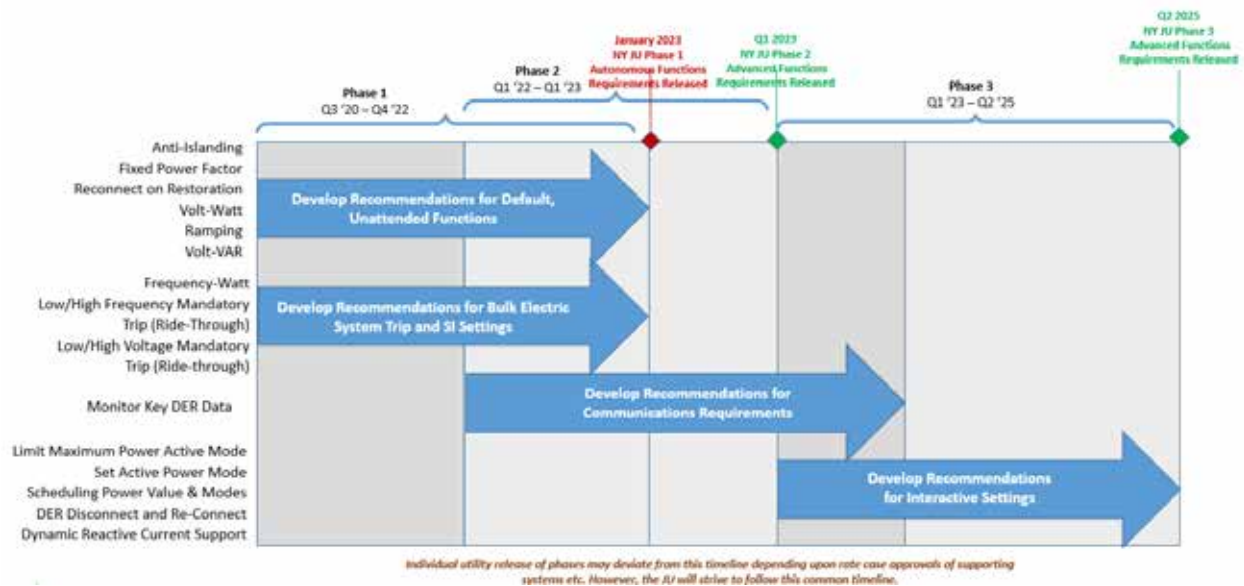 Q2 2025
NY JU Phase 3
Advanced Functions
Requirements Released
January 2023
NY JU Phase 1
Autonomous Functions
Requirements Released
Q1 2023
NY JU Phase 2
Advanced Functions
Requirements Released
Phase 1
Q3 '20 – Q4 '22
Phase 2
Q1 '22 – Q1 '23
Phase 3
Q1 '23 – Q2 '25
Anti-Islanding
Fixed Power Factor
Reconnect on Restoration
Volt-Watt
Ramping
Volt-VAR
Develop Recommendations for Default,
Unattended Functions
Frequency-Watt
Low/High Frequency Mandatory
Trip (Ride-Through)
Low/High Voltage Mandatory
Trip (Ride-through)
Develop Recommendations for Bulk Electric
System Trip and SI Settings
Monitor Key DER Data
Develop Recommendations for
Communications Requirements
Limit Maximum Power Active Mode
Set Active Power Mode
Scheduling Power Value & Modes
DER Disconnect and Re-Connect
Dynamic Reactive Current Support
Develop Recommendations
for Interactive Settings
Individual utility release of phases may deviate from this timeline depending upon rate case approvals of supporting
systems etc. However, the JU will strive to follow this common timeline.